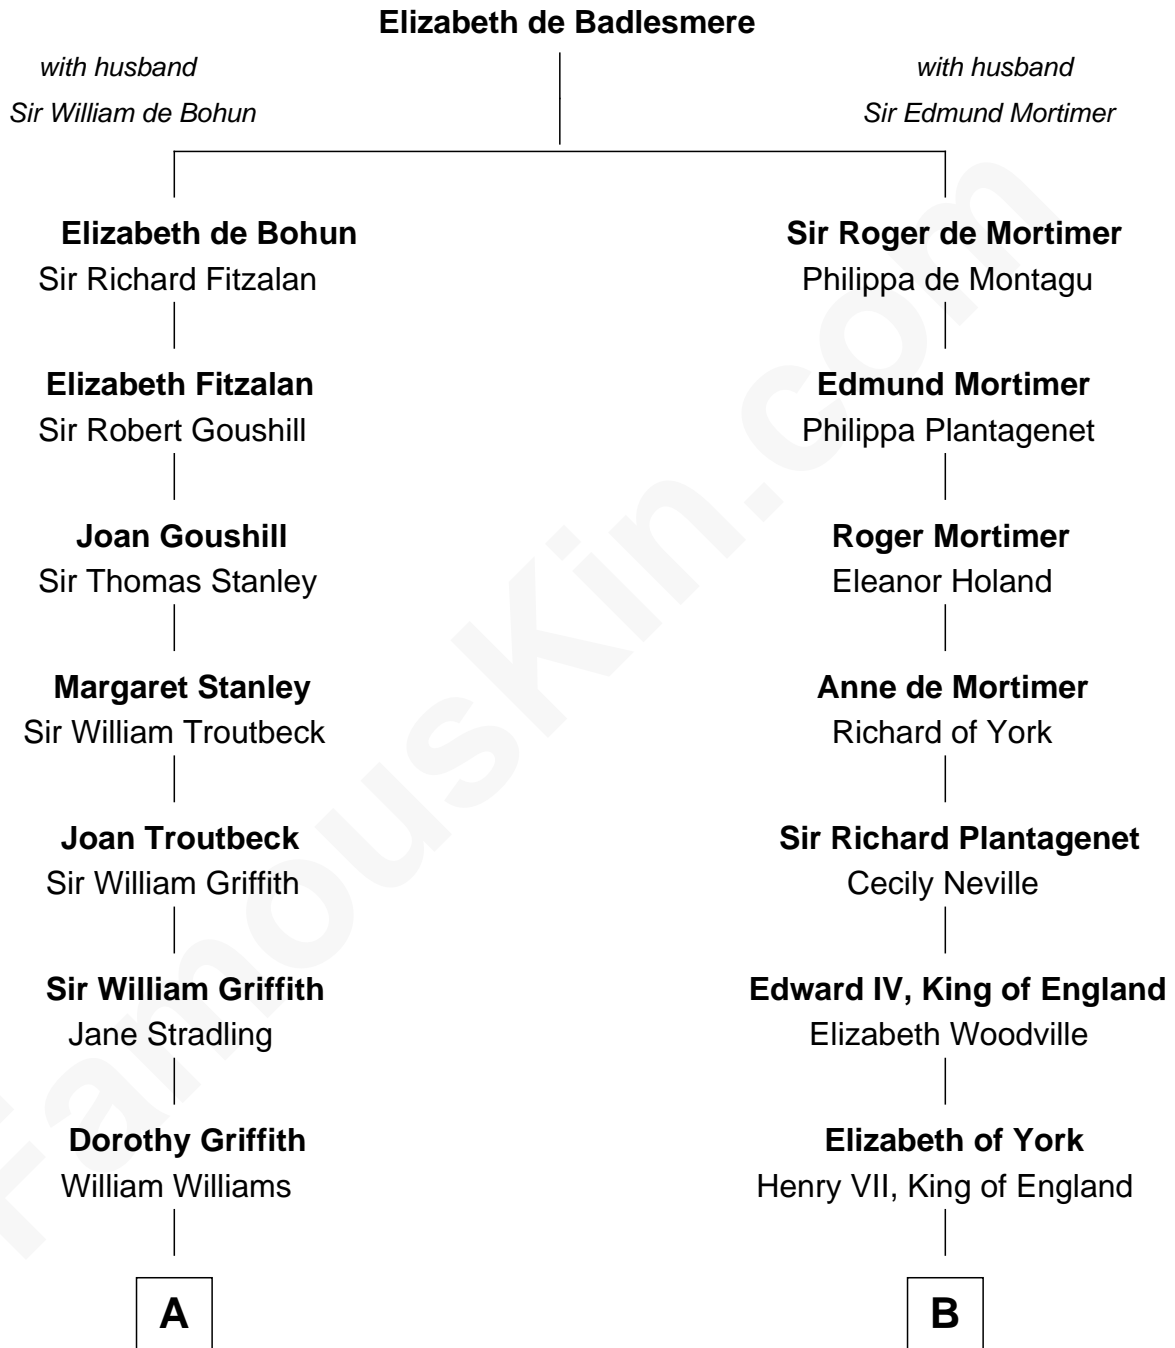 Elizabeth de Badlesmere
with husband
Sir William de Bohun
with husband
Sir Edmund Mortimer
Elizabeth de Bohun
Sir Richard Fitzalan
Elizabeth Fitzalan
Sir Robert Goushill
Joan Goushill
Sir Thomas Stanley
Margaret Stanley
Sir William Troutbeck
Joan Troutbeck
Sir William Griffith
Sir William Griffith
Jane Stradling
Dorothy Griffith
William Williams
A
Sir Roger de Mortimer
Philippa de Montagu
Edmund Mortimer
Philippa Plantagenet
Roger Mortimer
Eleanor Holand
Anne de Mortimer
Richard of York
Sir Richard Plantagenet
Cecily Neville
Edward IV, King of England
Elizabeth Woodville
Elizabeth of York
Henry VII, King of England
B
FamousKin.com